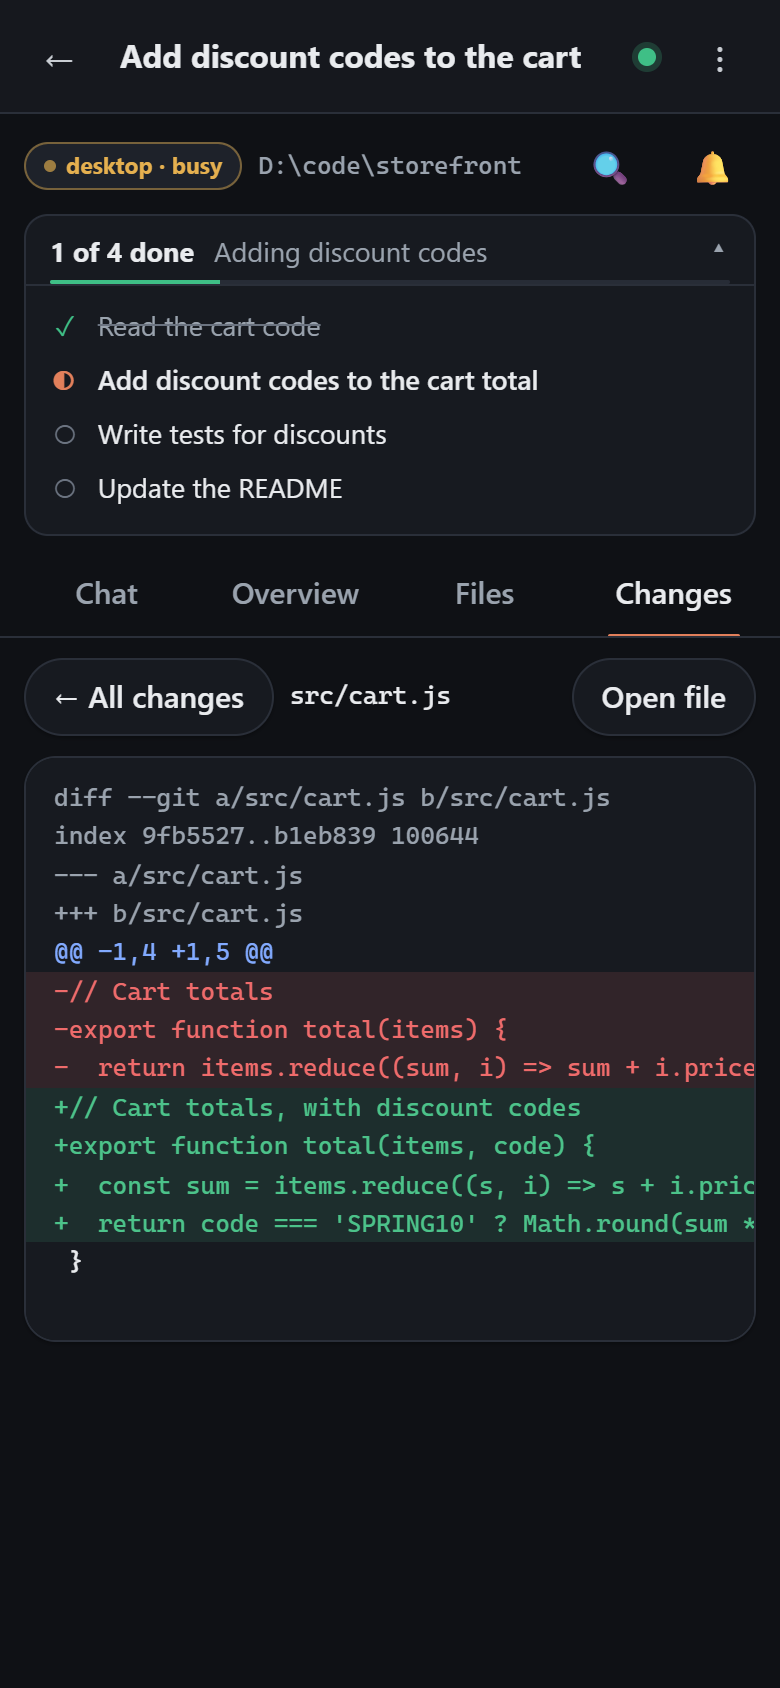 ← Add discount codes to the cart
desktop · busy D:\code\storefront
1 of 4 done Adding discount codes
✓ Read the cart code
Add discount codes to the cart total
Write tests for discounts
Update the README
Chat Overview Files Changes
← All changes src/cart.js Open file
diff --git a/src/cart.js b/src/cart.js
index 9fb5527..b1eb839 100644
--- a/src/cart.js
+++ b/src/cart.js
@@ -1,4 +1,5 @@
-// Cart totals
-export function total(items) {
-  return items.reduce((sum, i) => sum + i.price
+// Cart totals, with discount codes
+export function total(items, code) {
+  const sum = items.reduce((s, i) => s + i.pric
+  return code === 'SPRING10' ? Math.round(sum *
 }